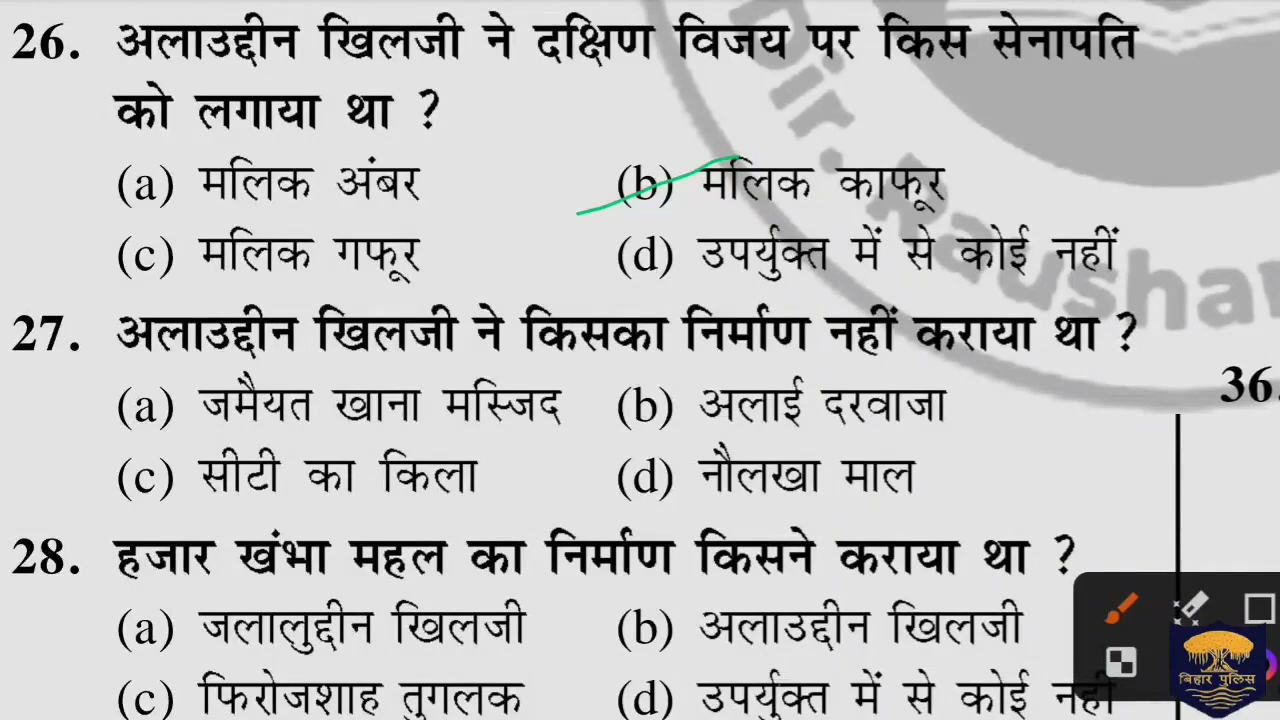 26. अलाउद्दीन खिलजी ने दक्षिण विजय पर किस सेनापति
को लगाया था ?
(a) मलिक अंबर (b) मलिक काफूर
(c) मलिक गफूर (d) उपर्युक्त में से कोई नहीं
27. अलाउद्दीन खिलजी ने किसका निर्माण नहीं कराया था ?
(a) जमैयत खाना मस्जिद (b) अलाई दरवाजा
(c) सीटी का किला (d) नौलखा माल
28. हजार खंभा महल का निर्माण किसने कराया था ?
(a) जलालुद्दीन खिलजी (b) अलाउद्दीन खिलजी
(c) फिरोजशाह तुगलक (d) उपर्युक्त में से कोई नहीं
36.
Dir. Raushan
बिहार पुलिस